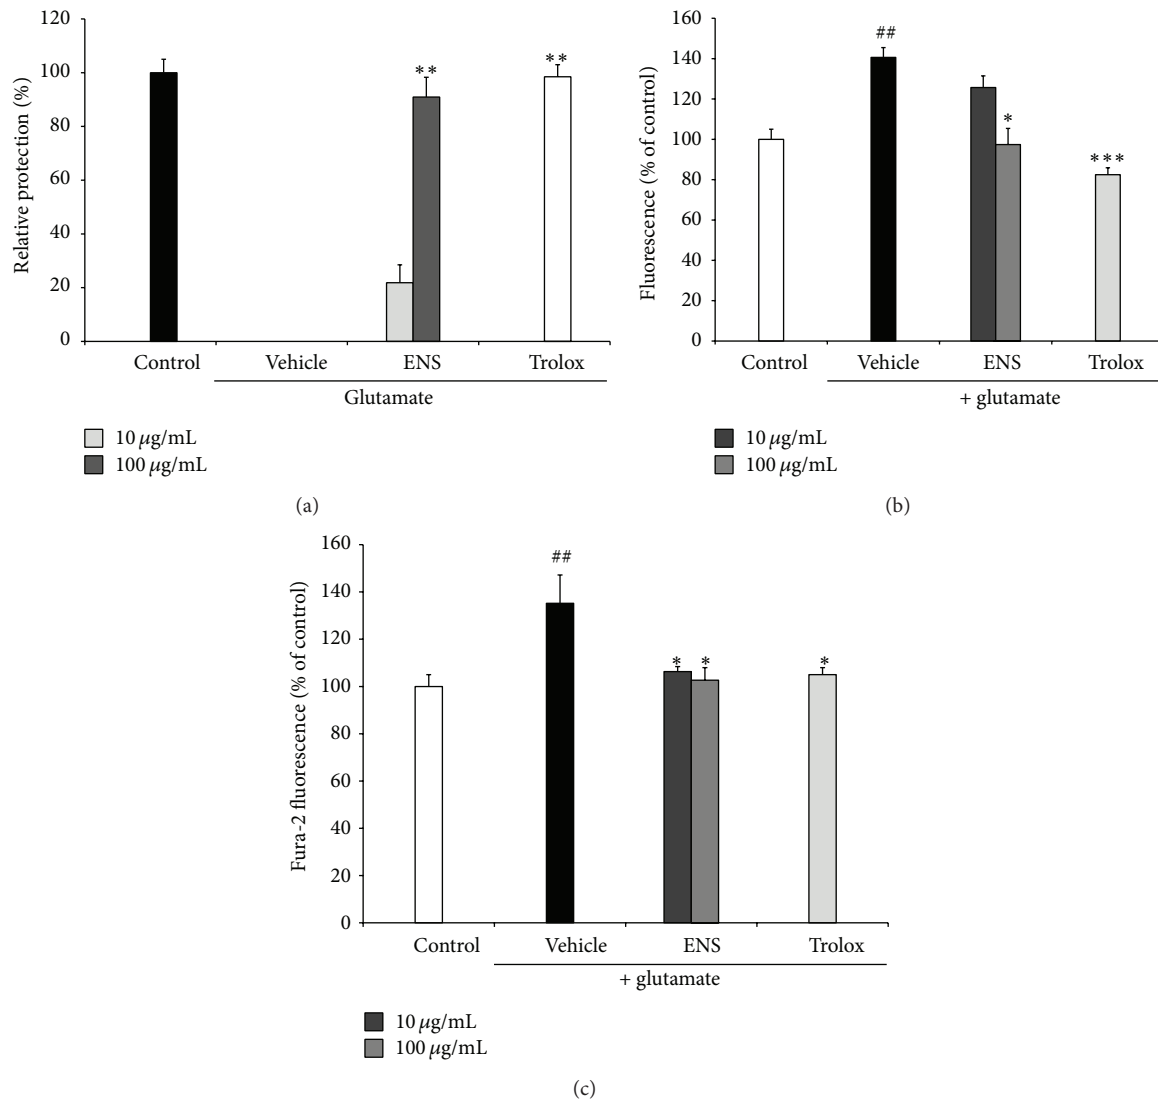 120
100
80
60
40
20
0
Relative protection (%)
**
**
Control Vehicle ENS Trolox
Glutamate
10 μg/mL
100 μg/mL
(a)
160
140
120
100
80
60
40
20
0
Fluorescence (% of control)
##
*
***
Control Vehicle ENS Trolox
+ glutamate
10 μg/mL
100 μg/mL
(b)
160
140
120
100
80
60
40
20
0
Fura-2 fluorescence (% of control)
##
* * *
Control Vehicle ENS Trolox
+ glutamate
10 μg/mL
100 μg/mL
(c)